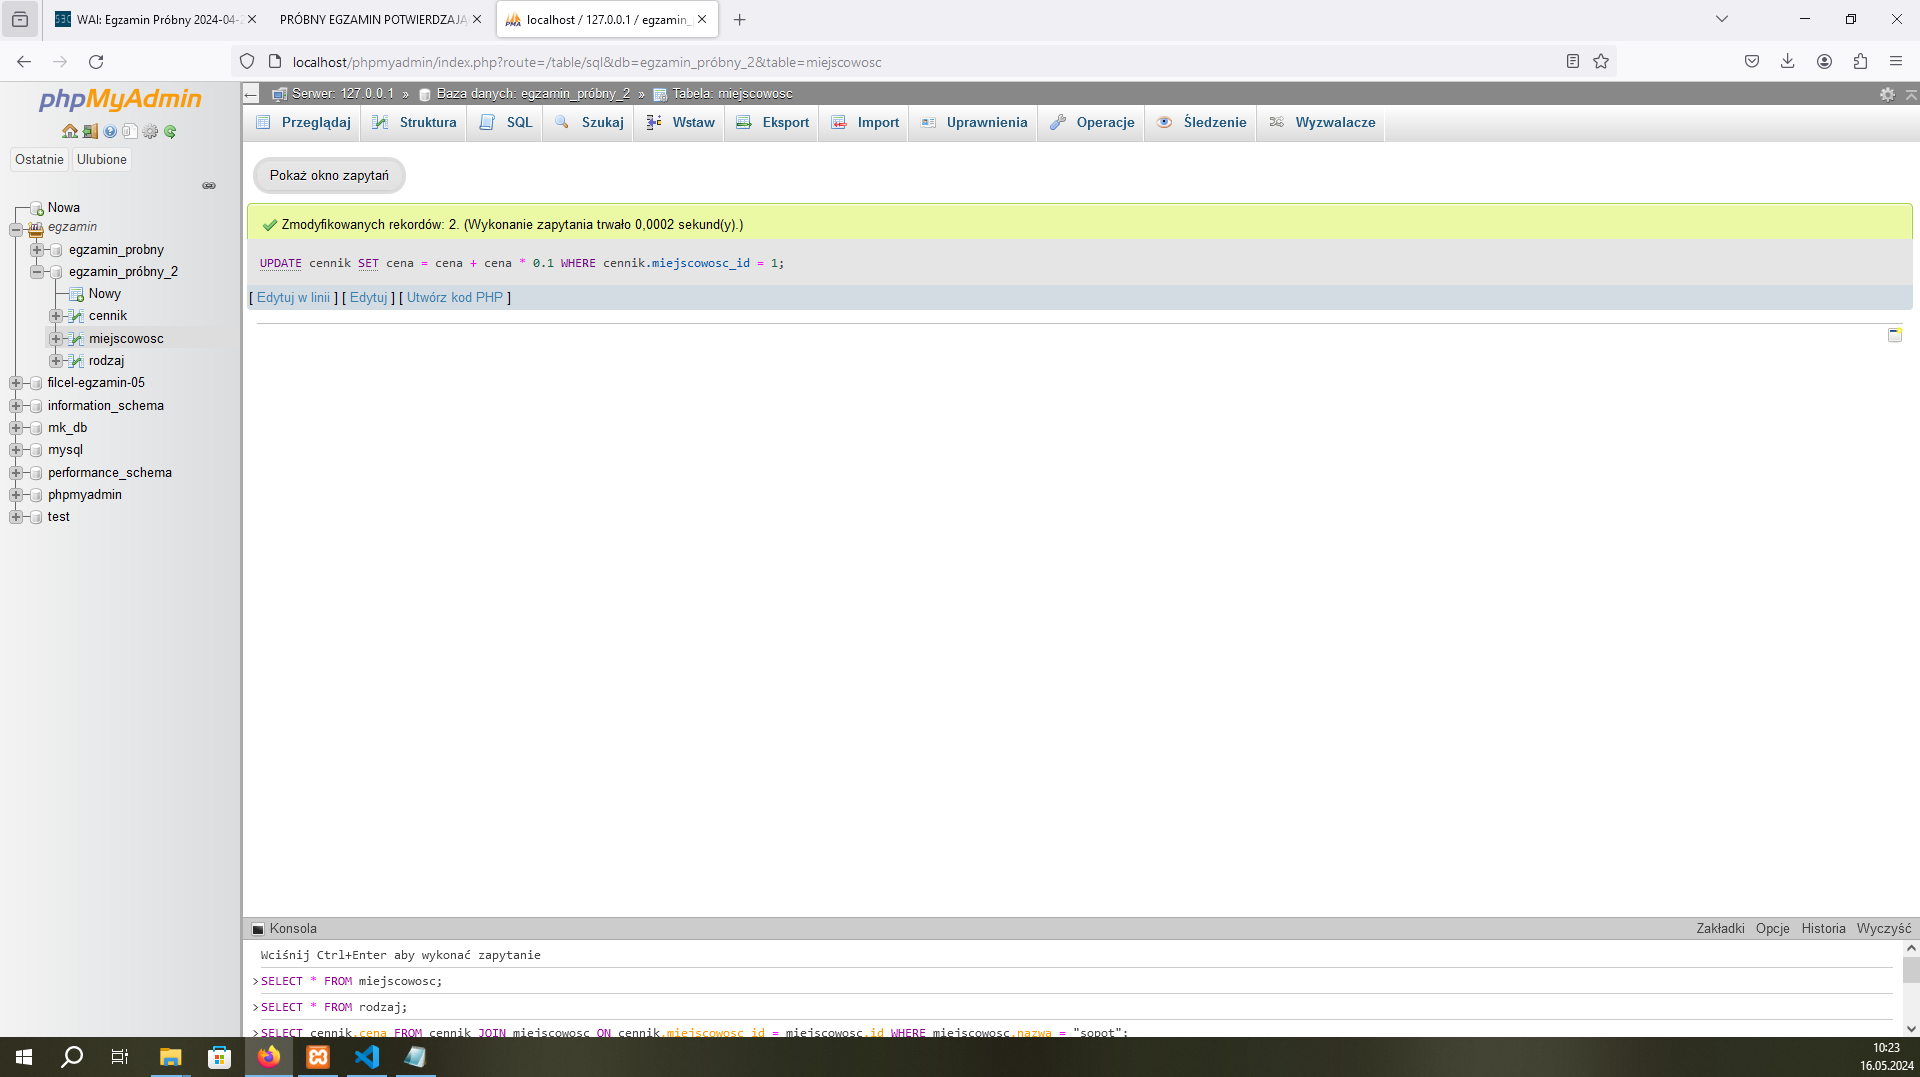 WAI: Egzamin Próbny 2024-04-
PRÓBNY EGZAMIN POTWIERDZAJĄ
localhost / 127.0.0.1 / egzamin_
localhost/phpmyadmin/index.php?route=/table/sql&db=egzamin_próbny_2&table=miejscowosc
phpMyAdmin
Ostatnie Ulubione
Nowa
egzamin
egzamin_probny
egzamin_próbny_2
Nowy
cennik
miejscowosc
rodzaj
filcel-egzamin-05
information_schema
mk_db
mysql
performance_schema
phpmyadmin
test
Serwer: 127.0.0.1 » Baza danych: egzamin_próbny_2 » Tabela: miejscowosc
Przeglądaj Struktura SQL Szukaj Wstaw Eksport Import Uprawnienia Operacje Śledzenie Wyzwalacze
Pokaż okno zapytań
Zmodyfikowanych rekordów: 2. (Wykonanie zapytania trwało 0,0002 sekund(y).)
UPDATE cennik SET cena = cena + cena * 0.1 WHERE cennik.miejscowosc_id = 1;
[ Edytuj w linii ] [ Edytuj ] [ Utwórz kod PHP ]
Konsola
Zakładki Opcje Historia Wyczyść
Wciśnij Ctrl+Enter aby wykonać zapytanie
>SELECT * FROM miejscowosc;
>SELECT * FROM rodzaj;
>SELECT cennik.cena FROM cennik JOIN miejscowosc ON cennik.miejscowosc_id = miejscowosc.id WHERE miejscowosc.nazwa = "sopot";
10:23
16.05.2024